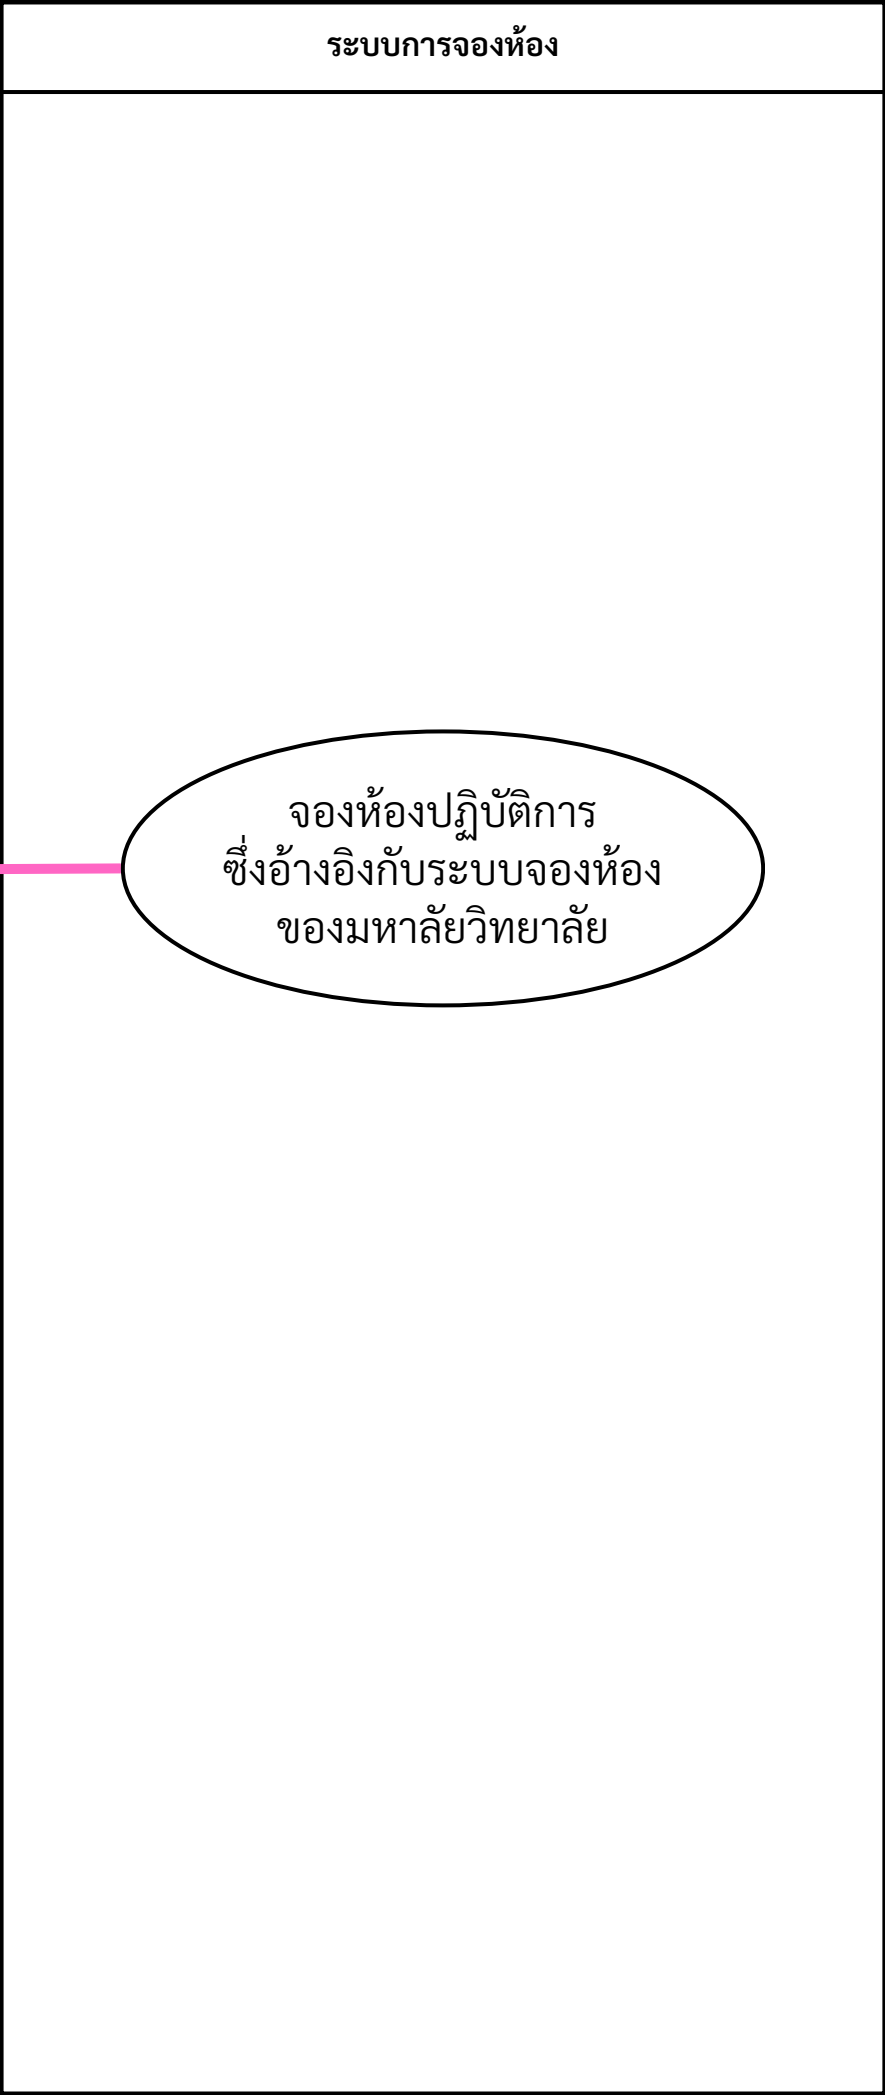 ระบบการจองห้อง
จองห้องปฏิบัติการ
ซึ่งอ้างอิงกับระบบจองห้อง
ของมหาลัยวิทยาลัย